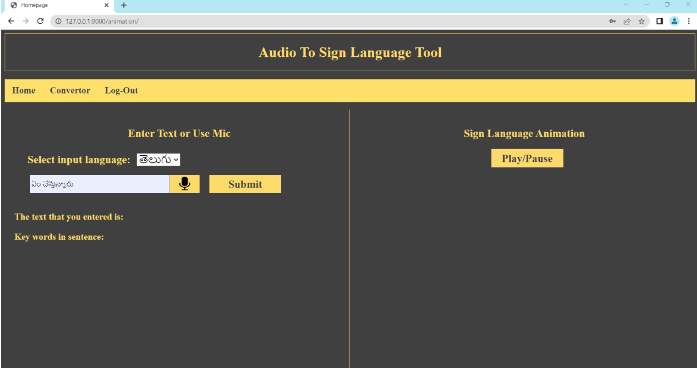 Homepage
127.0.0.1:8000/animation/
Audio To Sign Language Tool
Home Convertor Log-Out
Enter Text or Use Mic
Select input language: తెలుగు
ఏం చేస్తున్నారు
Submit
The text that you entered is:
Key words in sentence:
Sign Language Animation
Play/Pause